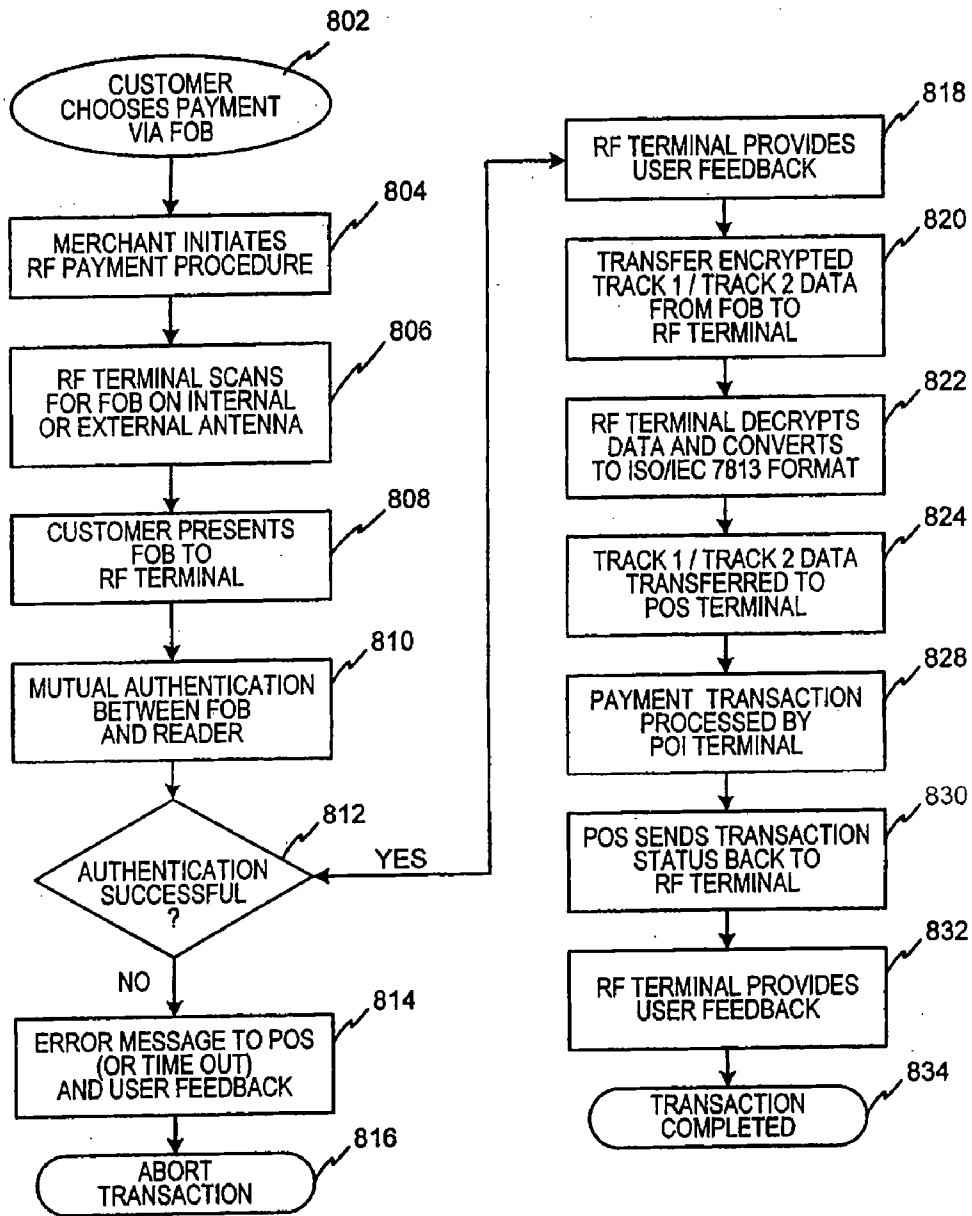 802
CUSTOMER
CHOOSES PAYMENT
VIA FOB
804
MERCHANT INITIATES
RF PAYMENT PROCEDURE
806
RF TERMINAL SCANS
FOR FOB ON INTERNAL
OR EXTERNAL ANTENNA
808
CUSTOMER PRESENTS
FOB TO
RF TERMINAL
810
MUTUAL AUTHENTICATION
BETWEEN FOB
AND READER
812
AUTHENTICATION
SUCCESSFUL
?
YES
NO
814
ERROR MESSAGE TO POS
(OR TIME OUT)
AND USER FEEDBACK
816
ABORT
TRANSACTION
818
RF TERMINAL PROVIDES
USER FEEDBACK
820
TRANSFER ENCRYPTED
TRACK 1 / TRACK 2 DATA
FROM FOB TO
RF TERMINAL
822
RF TERMINAL DECRYPTS
DATA AND CONVERTS
TO ISO/IEC 7813 FORMAT
824
TRACK 1 / TRACK 2 DATA
TRANSFERRED TO
POS TERMINAL
828
PAYMENT TRANSACTION
PROCESSED BY
POI TERMINAL
830
POS SENDS TRANSACTION
STATUS BACK TO
RF TERMINAL
832
RF TERMINAL PROVIDES
USER FEEDBACK
834
TRANSACTION
COMPLETED